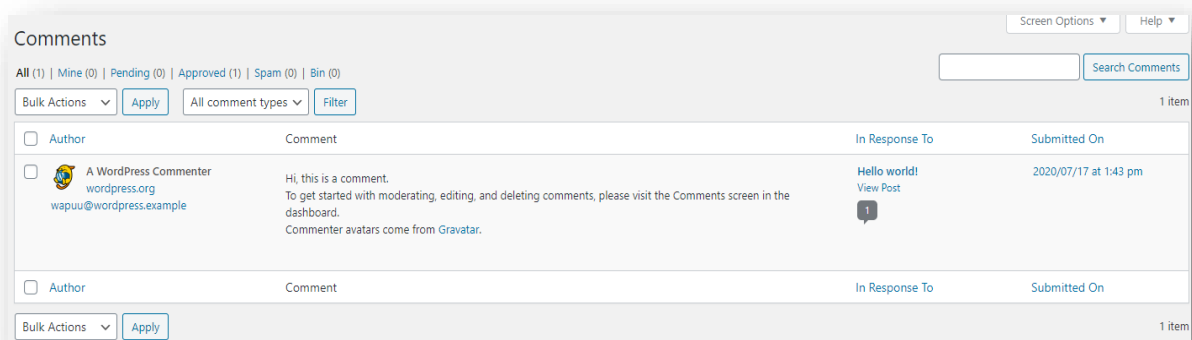 Screen Options ▼ Help ▼
Comments
All (1) | Mine (0) | Pending (0) | Approved (1) | Spam (0) | Bin (0)
Search Comments
Bulk Actions Apply All comment types Filter 1 item
Author Comment In Response To Submitted On
A WordPress Commenter
wordpress.org
wapuu@wordpress.example
Hi, this is a comment.
To get started with moderating, editing, and deleting comments, please visit the Comments screen in the
dashboard.
Commenter avatars come from Gravatar.
Hello world!
View Post
1
2020/07/17 at 1:43 pm
Author Comment In Response To Submitted On
Bulk Actions Apply 1 item